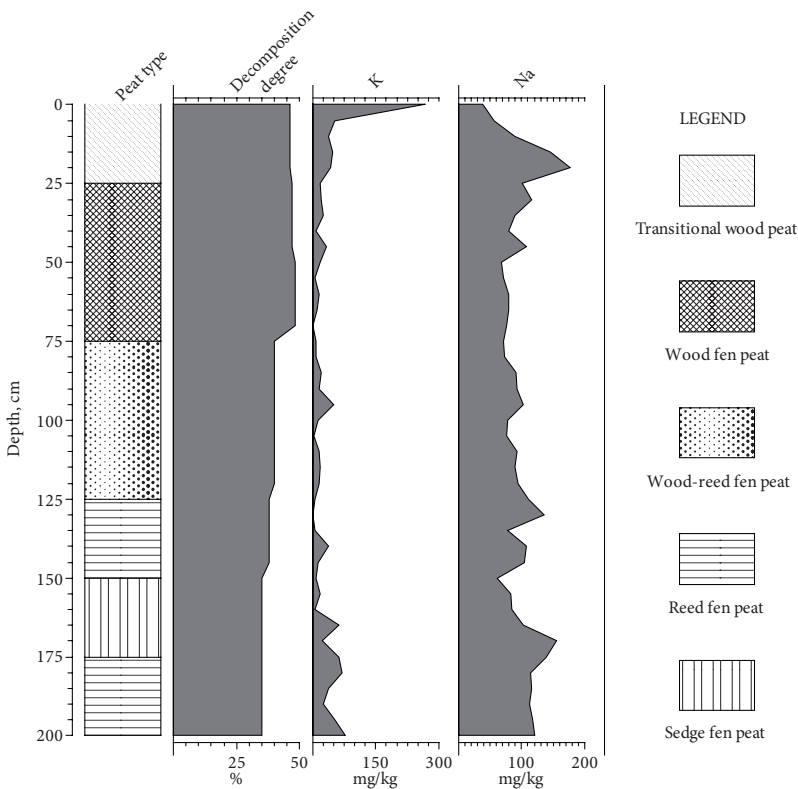 Peat type
Decomposition
degree
K
Na
0
25
50
75
100
125
150
175
200
Depth, cm
25
50
%
150
300
mg/kg
100
200
mg/kg
LEGEND
Transitional wood peat
Wood fen peat
Wood-reed fen peat
Reed fen peat
Sedge fen peat